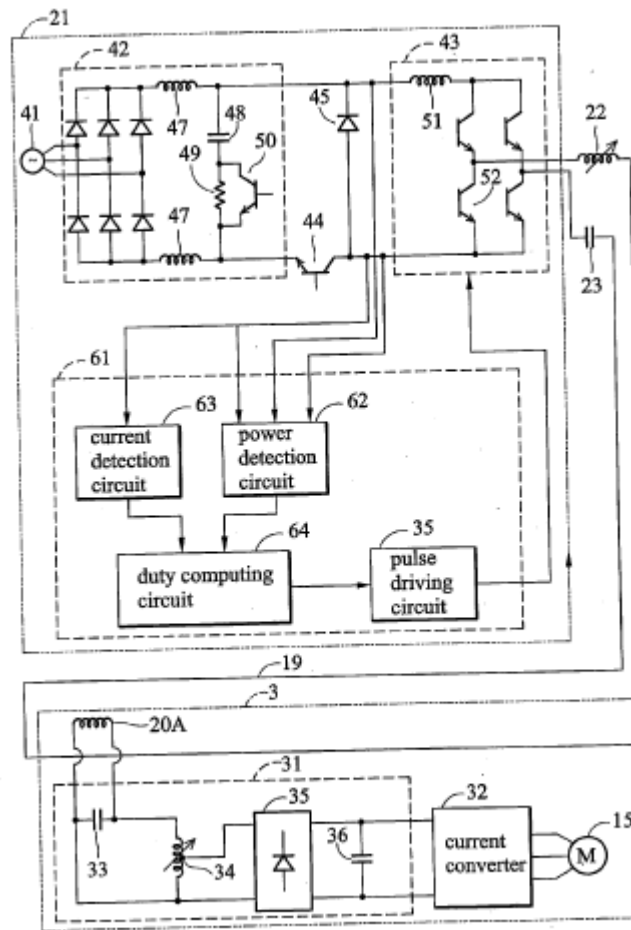 21
42
43
41
47
48
45
51
22
50
49
52
44
47
23
61
63
62
current
detection
circuit
power
detection
circuit
64
35
duty computing
circuit
pulse
driving
circuit
19
3
20A
31
35
32
15
33
34
36
current
converter
M